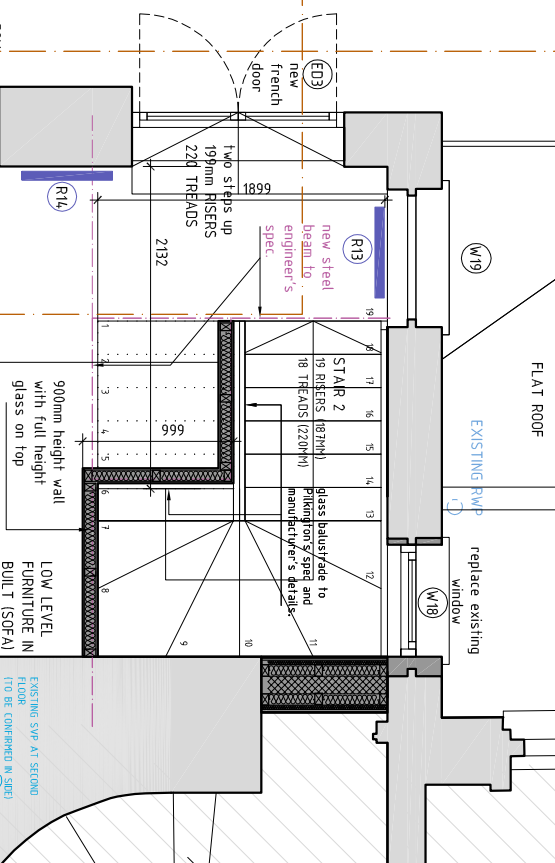 ED3
new
french
door
two steps up
199mm RISERS
220 TREADS
1899
R14
2132
new steel
beam to
engineer's
spec.
R13
W19
FLAT ROOF
EXISTING RWP
STAIR 2
19 RISERS (187MM)
18 TREADS (220MM)
19
18
17
16
15
14
13
12
11
10
9
8
7
6
5
4
3
2
1
999
900mm height wall
with full height
glass on top
glass balustrade to
Pilkington's spec and
manufacturer's details.
replace existing
window
W18
LOW LEVEL
FURNITURE IN
BUILT (SOFA)
EXISTING SVP AT SECOND
FLOOR
(TO BE CONFIRMED IN SIDE)